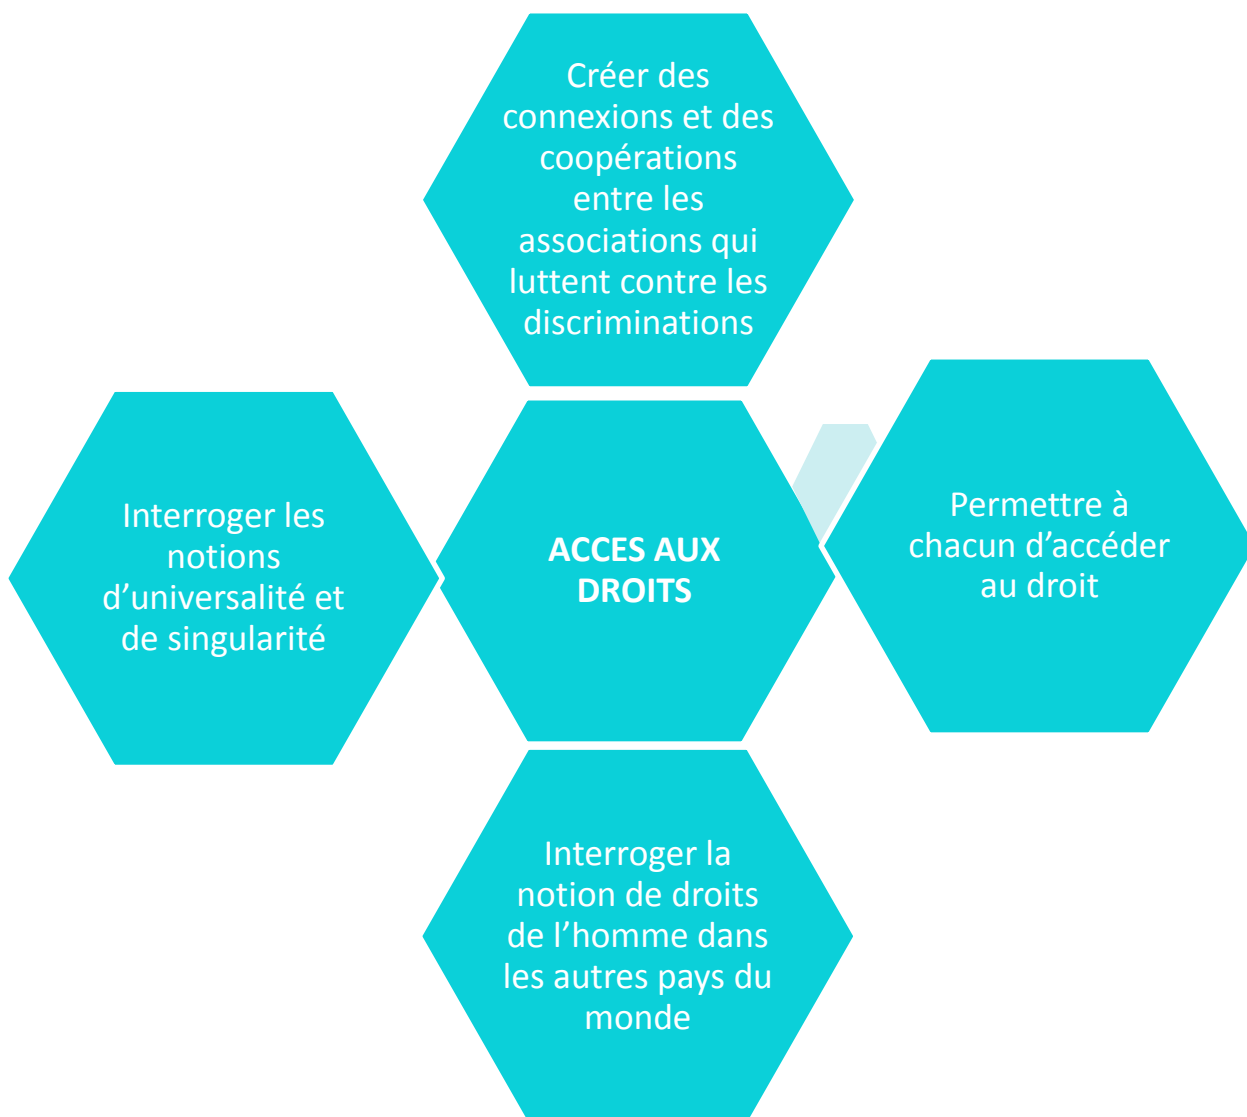 Créer des
connexions et des
coopérations
entre les
associations qui
luttent contre les
discriminations
Interroger les
notions
d’universalité et
de singularité
ACCES AUX
DROITS
Permettre à
chacun d’accéder
au droit
Interroger la
notion de droits
de l’homme dans
les autres pays du
monde